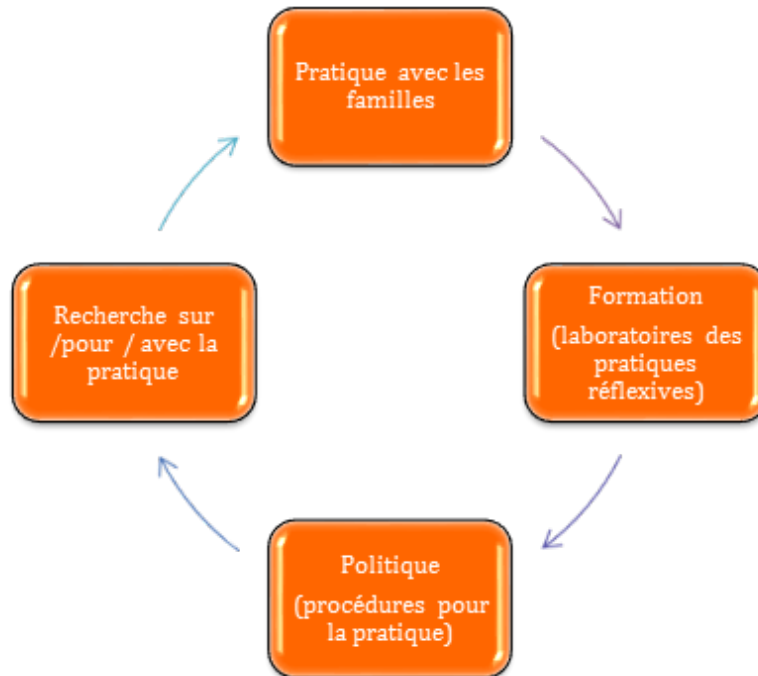 Pratique avec les
familles
Formation
(laboratoires des
pratiques
réflexives)
Politique
(procédures pour
la pratique)
Recherche sur
/pour / avec la
pratique